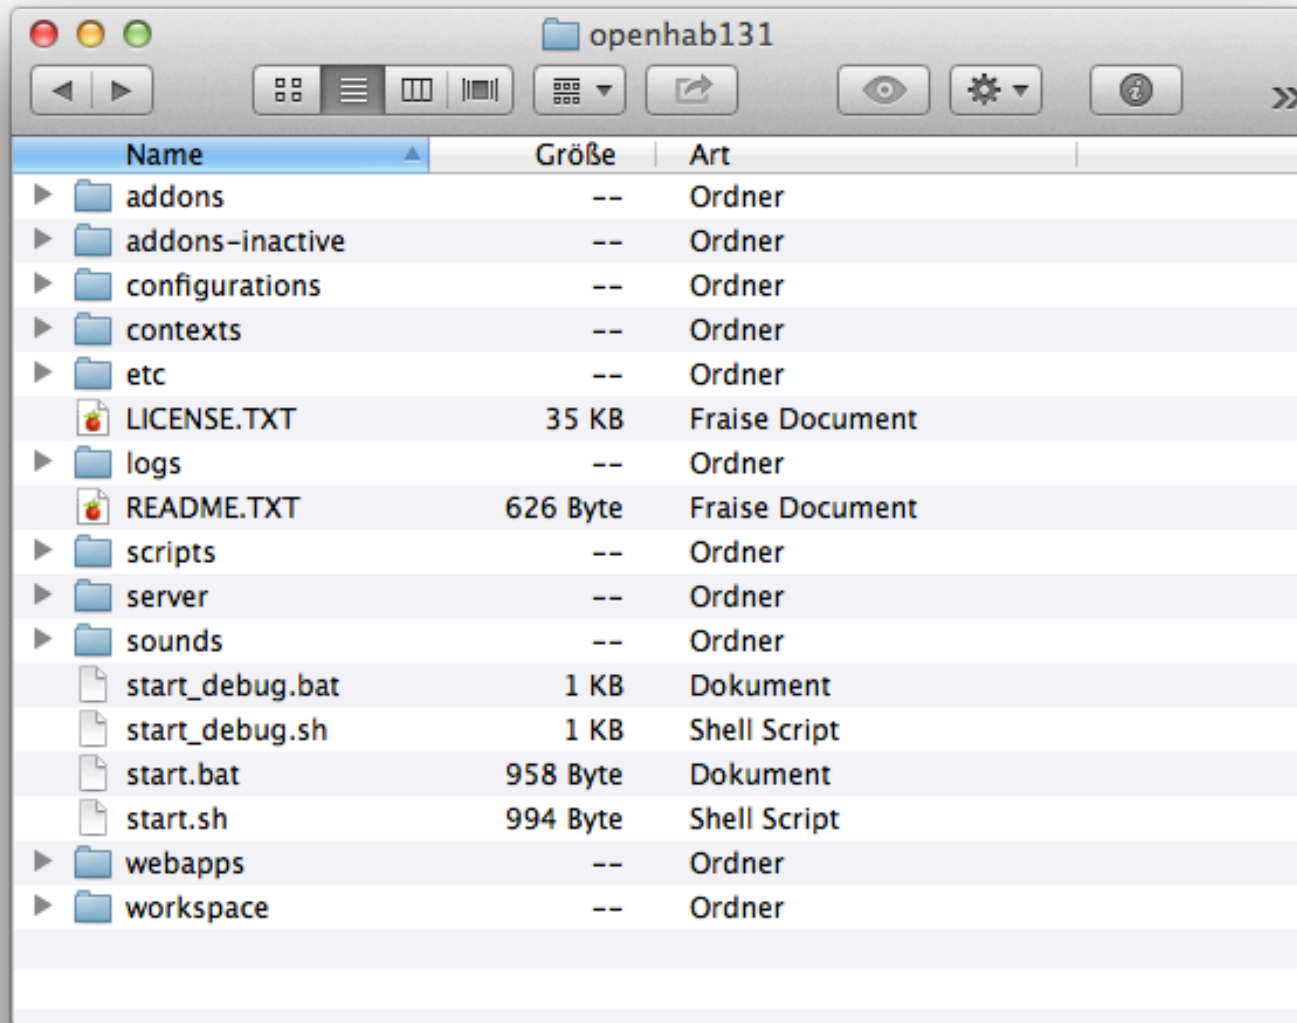 openhab131
Name Größe Art
addons -- Ordner
addons-inactive -- Ordner
configurations -- Ordner
contexts -- Ordner
etc -- Ordner
LICENSE.TXT 35 KB Fraise Document
logs -- Ordner
README.TXT 626 Byte Fraise Document
scripts -- Ordner
server -- Ordner
sounds -- Ordner
start_debug.bat 1 KB Dokument
start_debug.sh 1 KB Shell Script
start.bat 958 Byte Dokument
start.sh 994 Byte Shell Script
webapps -- Ordner
workspace -- Ordner